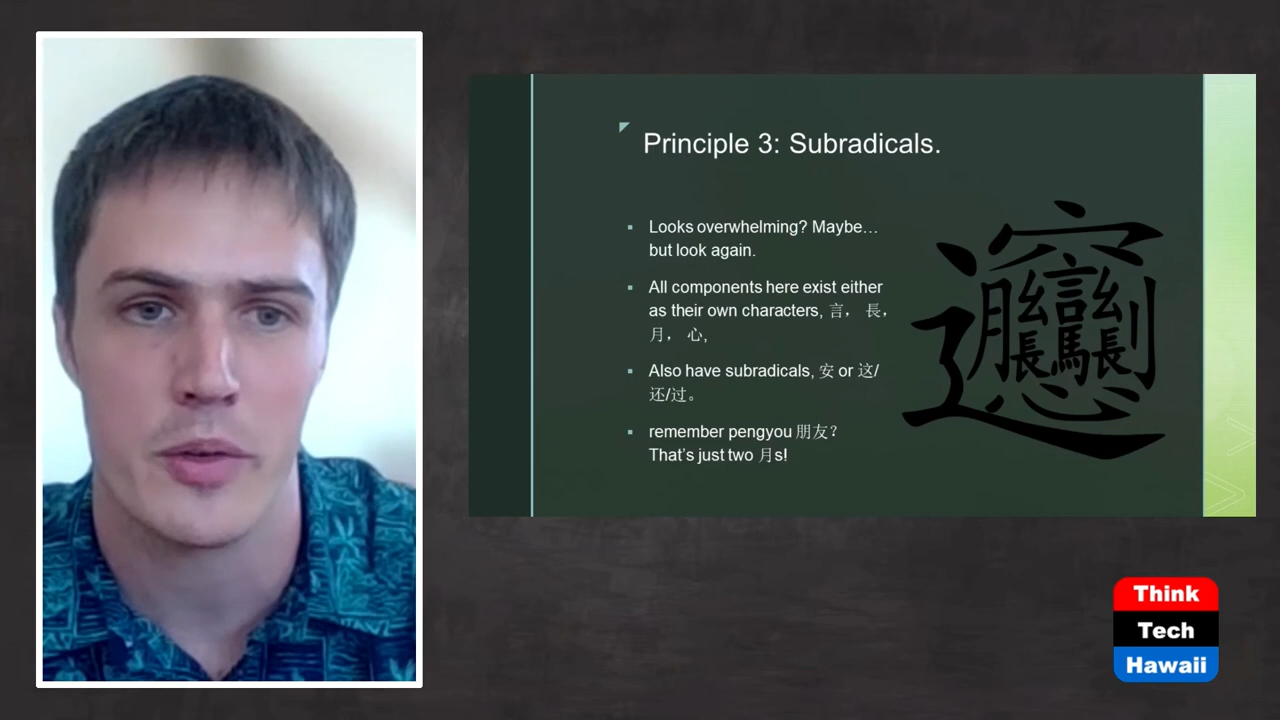 Principle 3: Subradicals.
Looks overwhelming? Maybe…
but look again.
All components here exist either
as their own characters, 言， 長，
月， 心,
Also have subradicals, 安 or 这/
还/过。
remember pengyou 朋友？
That's just two 月s!
𰻞
Think
Tech
Hawaii